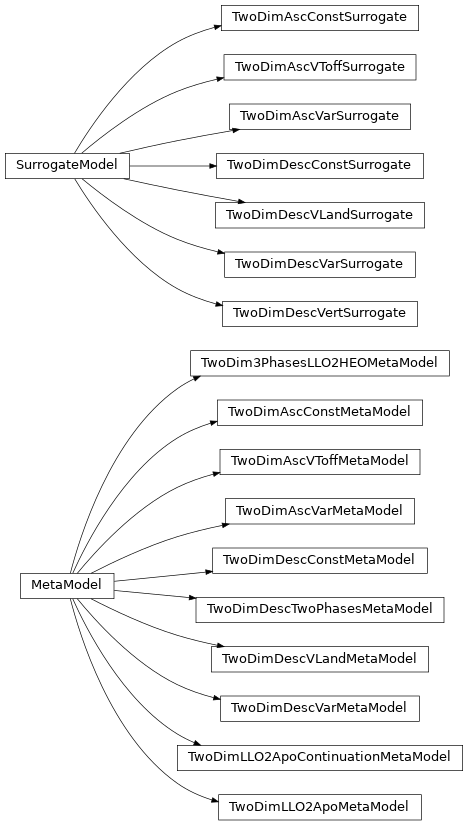 TwoDimAscConstSurrogate
TwoDimAscVToffSurrogate
TwoDimAscVarSurrogate
SurrogateModel
TwoDimDescConstSurrogate
TwoDimDescVLandSurrogate
TwoDimDescVarSurrogate
TwoDimDescVertSurrogate
TwoDim3PhasesLLO2HEOMetaModel
TwoDimAscConstMetaModel
TwoDimAscVToffMetaModel
TwoDimAscVarMetaModel
TwoDimDescConstMetaModel
MetaModel
TwoDimDescTwoPhasesMetaModel
TwoDimDescVLandMetaModel
TwoDimDescVarMetaModel
TwoDimLLO2ApoContinuationMetaModel
TwoDimLLO2ApoMetaModel